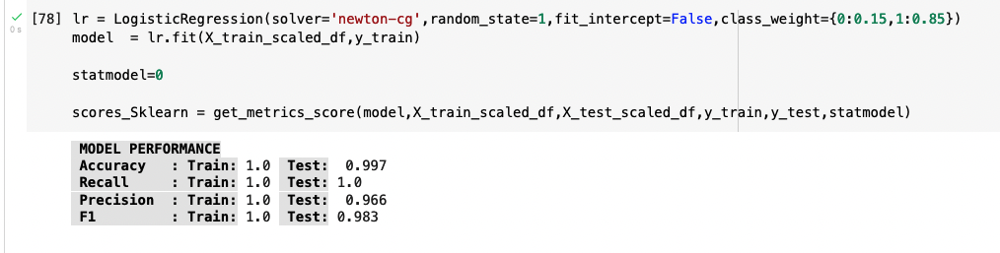 [78] lr = LogisticRegression(solver='newton-cg',random_state=1,fit_intercept=False,class_weight={0:0.15,1:0.85})
0s
model  = lr.fit(X_train_scaled_df,y_train)
statmodel=0
scores_Sklearn = get_metrics_score(model,X_train_scaled_df,X_test_scaled_df,y_train,y_test,statmodel)
MODEL PERFORMANCE
Accuracy   : Train: 1.0  Test:  0.997
Recall     : Train: 1.0  Test: 1.0
Precision  : Train: 1.0  Test:  0.966
F1         : Train: 1.0  Test: 0.983